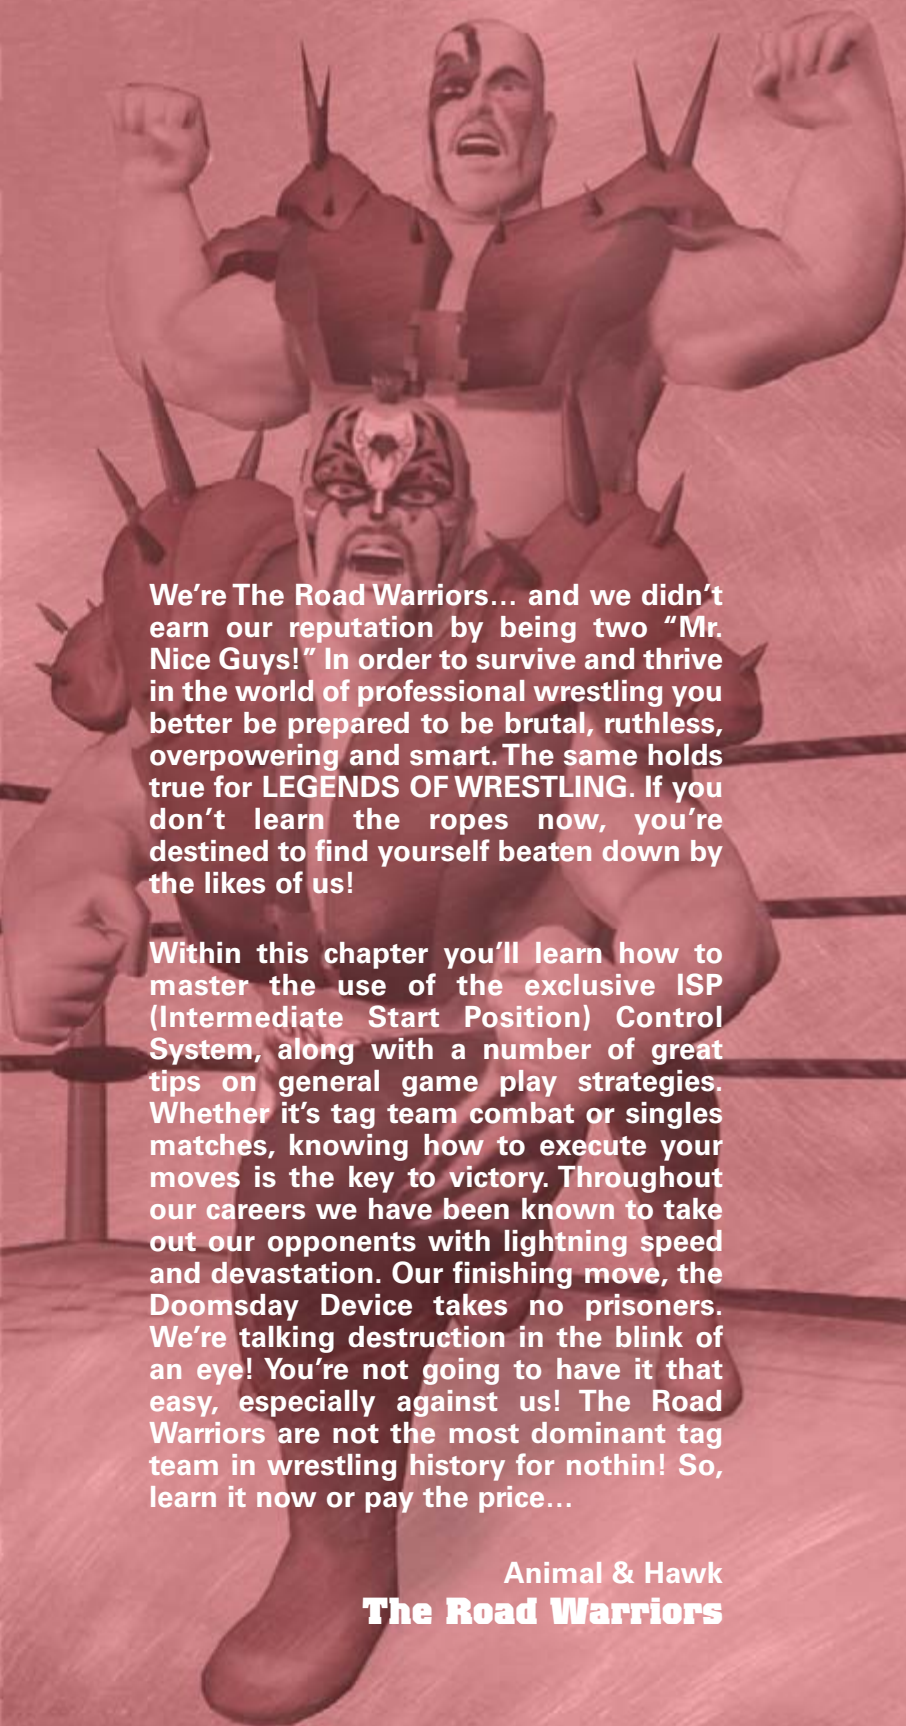 We’re The Road Warriors… and we didn’t
earn our reputation by being two “Mr.
Nice Guys!” In order to survive and thrive
in the world of professional wrestling you
better be prepared to be brutal, ruthless,
overpowering and smart. The same holds
true for LEGENDS OF WRESTLING. If you
don’t learn the ropes now, you’re
destined to find yourself beaten down by
the likes of us!
Within this chapter you’ll learn how to
master the use of the exclusive ISP
(Intermediate Start Position) Control
System, along with a number of great
tips on general game play strategies.
Whether it’s tag team combat or singles
matches, knowing how to execute your
moves is the key to victory. Throughout
our careers we have been known to take
out our opponents with lightning speed
and devastation. Our finishing move, the
Doomsday Device takes no prisoners.
We’re talking destruction in the blink of
an eye! You’re not going to have it that
easy, especially against us! The Road
Warriors are not the most dominant tag
team in wrestling history for nothin! So,
learn it now or pay the price…
Animal & Hawk
The Road Warriors